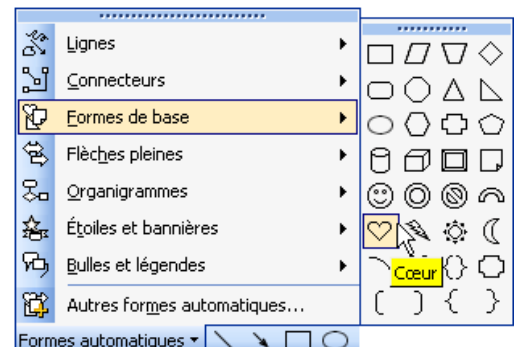 Lignes
Connecteurs
Formes de base
Flèches pleines
Organigrammes
Étoiles et bannières
Bulles et légendes
Autres formes automatiques...
Cœur
Formes automatiques